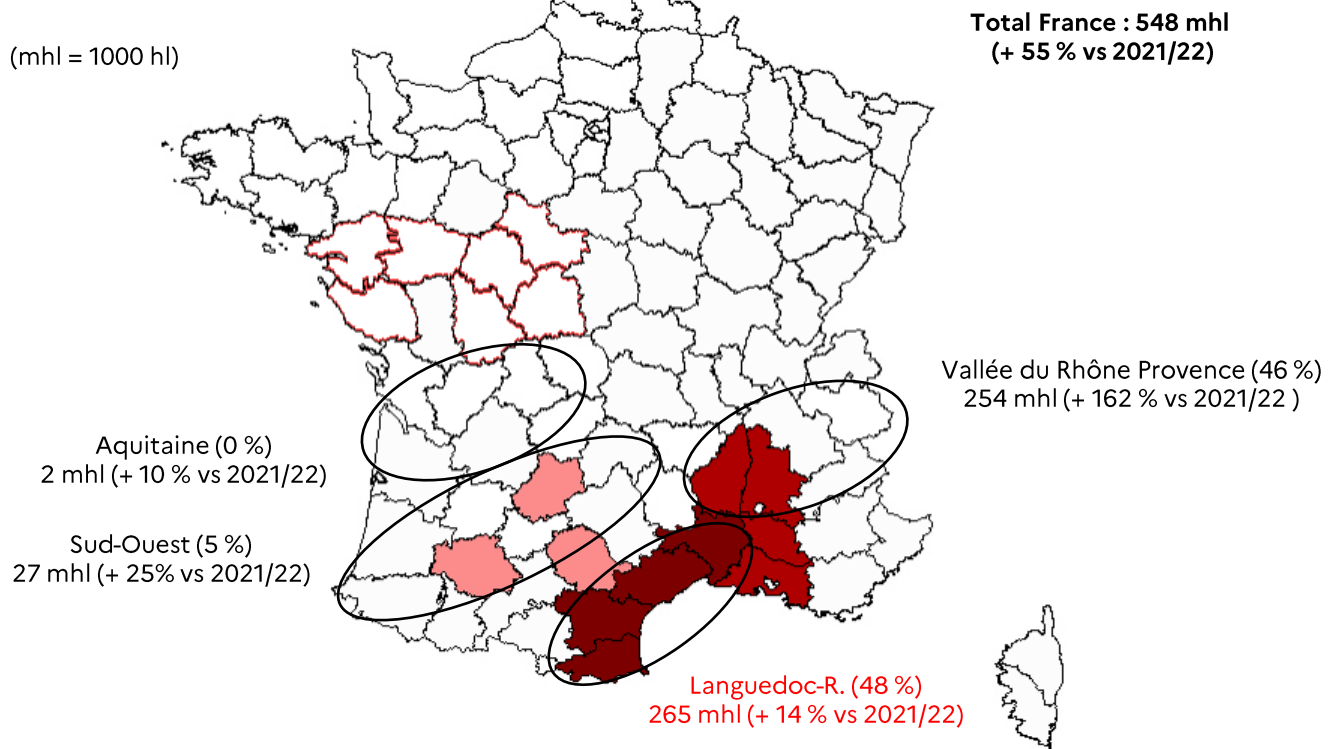 (mhl = 1000 hl)
Total France : 548 mhl
(+ 55 % vs 2021/22)
Vallée du Rhône Provence (46 %)
254 mhl (+ 162 % vs 2021/22 )
Aquitaine (0 %)
2 mhl (+ 10 % vs 2021/22)
Sud-Ouest (5 %)
27 mhl (+ 25% vs 2021/22)
Languedoc-R. (48 %)
265 mhl (+ 14 % vs 2021/22)